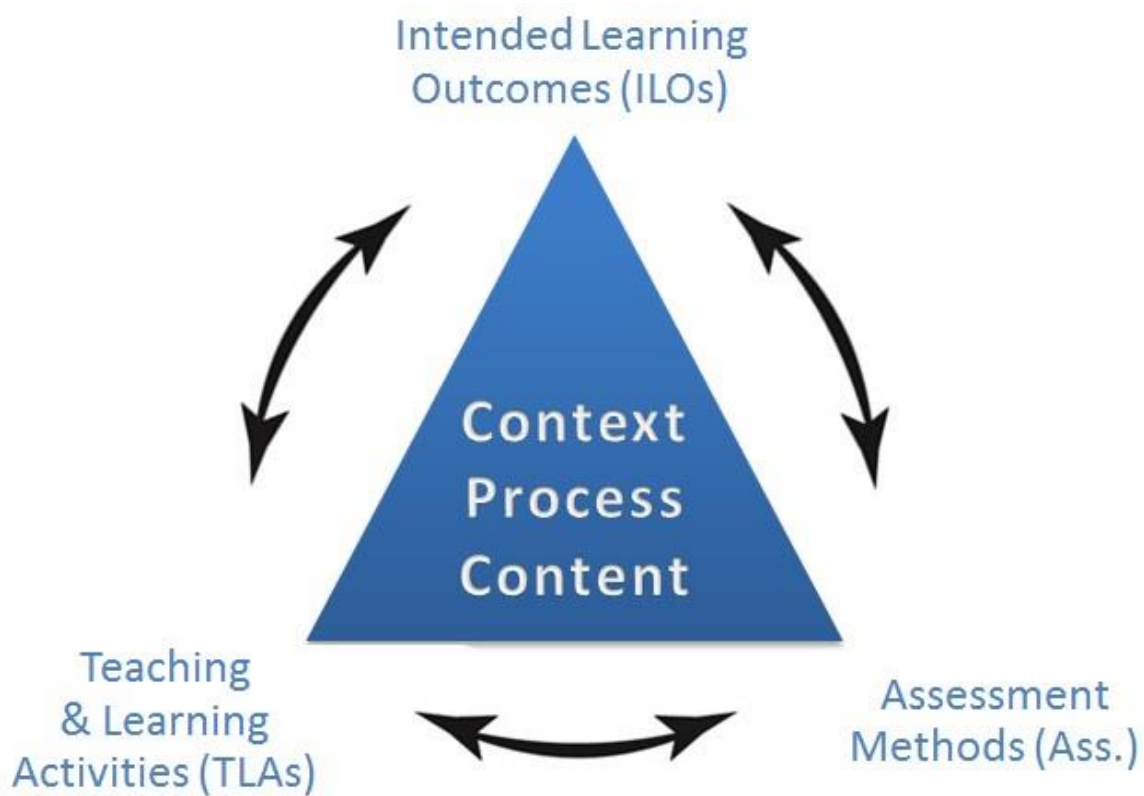 Intended Learning
Outcomes (ILOs)
Context
Process
Content
Teaching
& Learning
Activities (TLAs)
Assessment
Methods (Ass.)